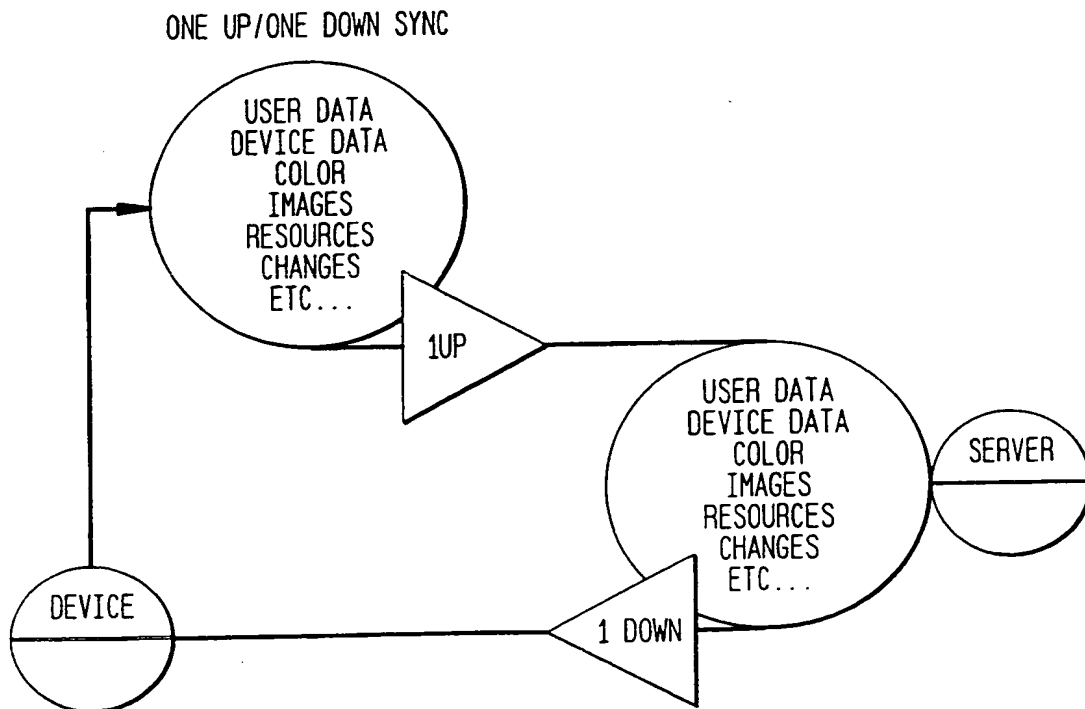 ONE UP/ONE DOWN SYNC
USER DATA
DEVICE DATA
COLOR
IMAGES
RESOURCES
CHANGES
ETC...
1UP
USER DATA
DEVICE DATA
COLOR
IMAGES
RESOURCES
CHANGES
ETC...
SERVER
DEVICE
1 DOWN